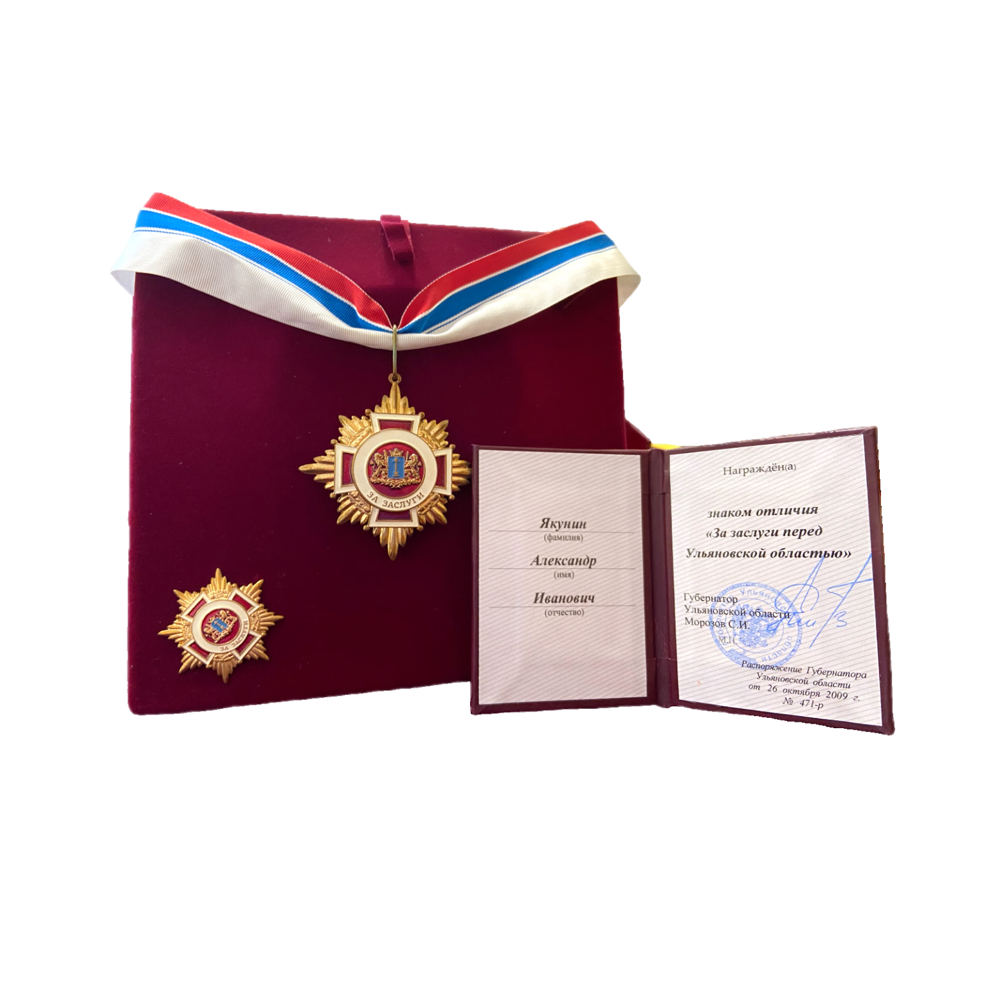 ЗА ЗАСЛУГИ
ЗА ЗАСЛУГИ
Якунин
(фамилия)
Александр
(имя)
Иванович
(отчество)
Награждён(а)
знаком отличия
«За заслуги перед
Ульяновской областью»
Губернатор
Ульяновской области
Морозов С.И.
М.П.
Распоряжение Губернатора
Ульяновской области
от 26 октября 2009 г.
№ 471-р